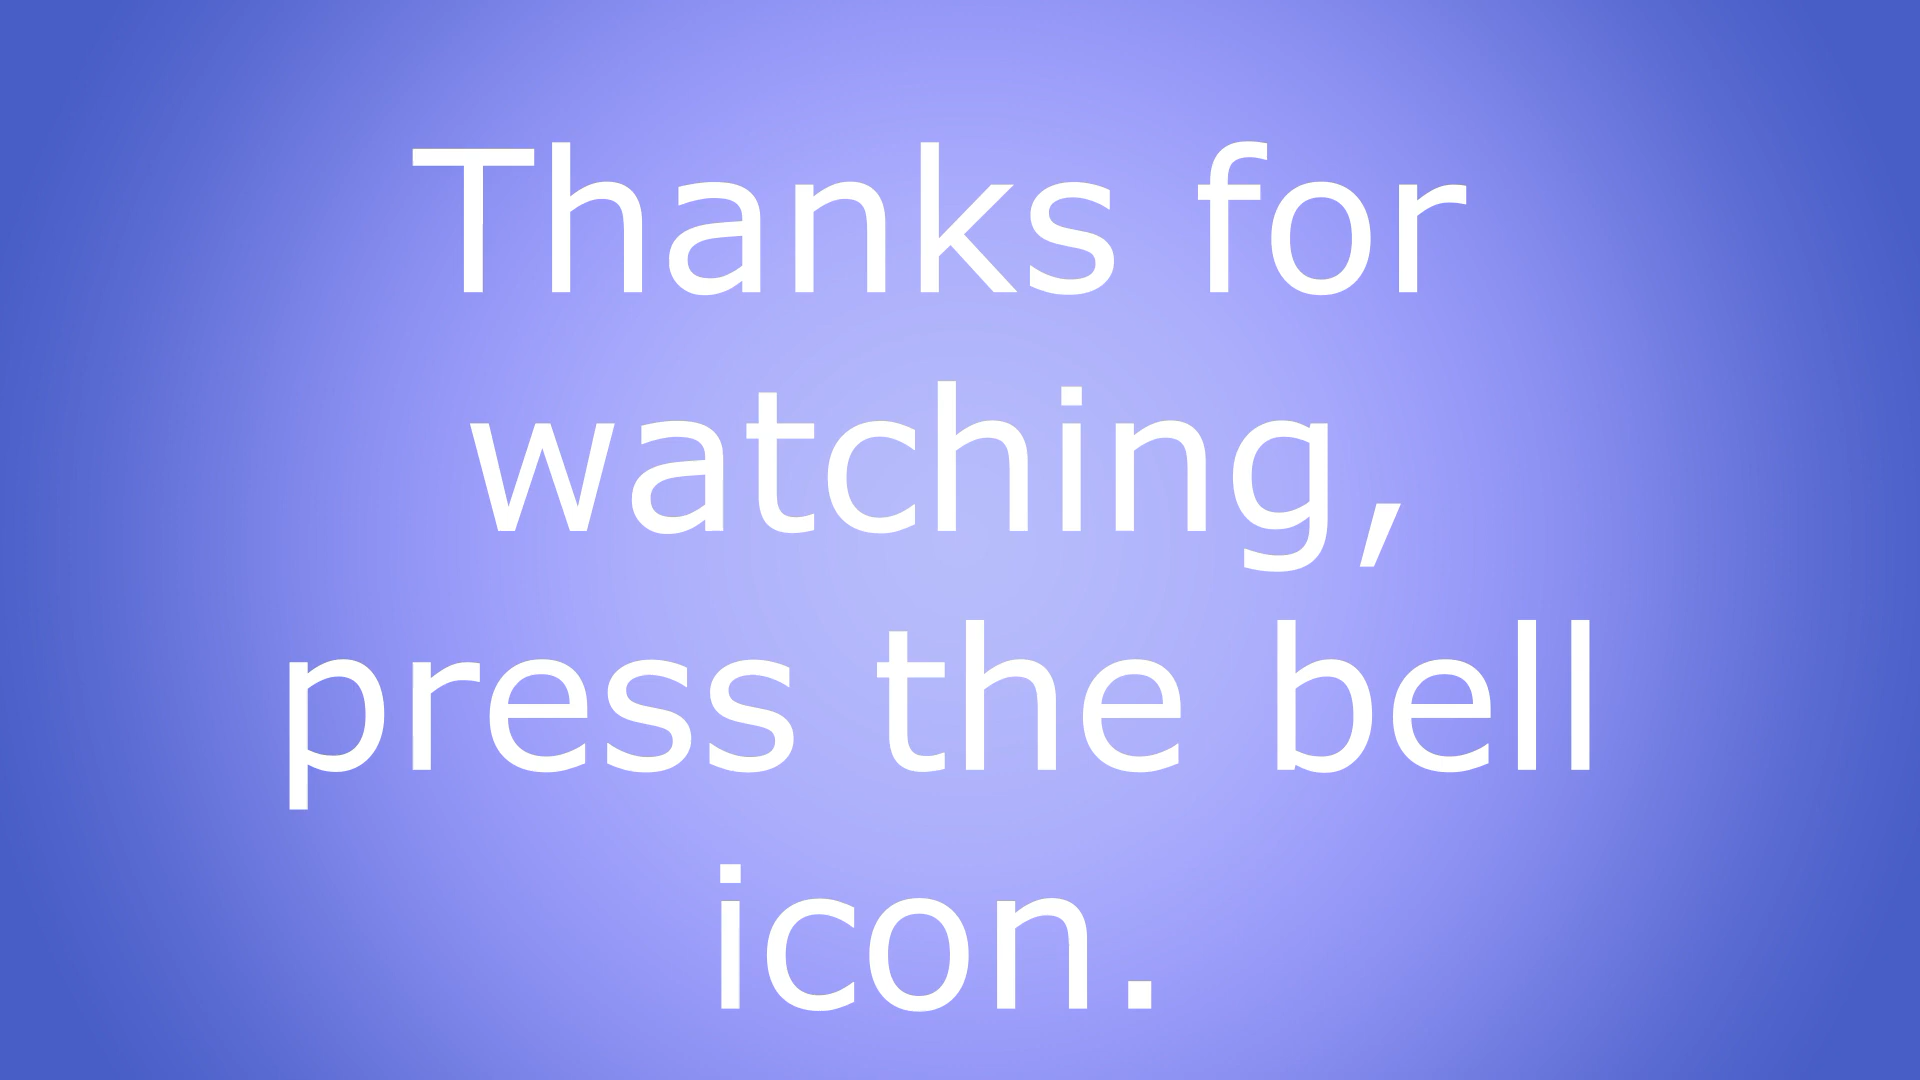 Thanks for
watching,
press the bell
icon.